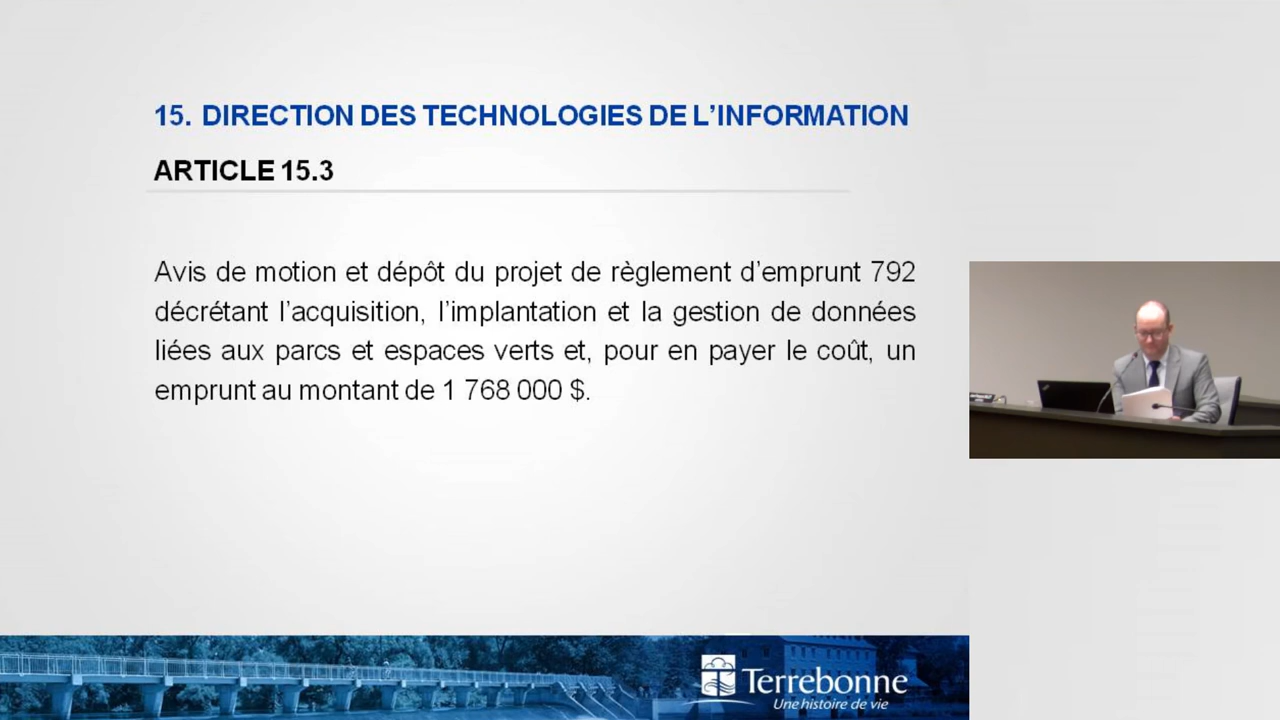 15. DIRECTION DES TECHNOLOGIES DE L’INFORMATION
ARTICLE 15.3
Avis de motion et dépôt du projet de règlement d’emprunt 792
décrétant l’acquisition, l’implantation et la gestion de données
liées aux parcs et espaces verts et, pour en payer le coût, un
emprunt au montant de 1 768 000 $.
Terrebonne
Une histoire de vie